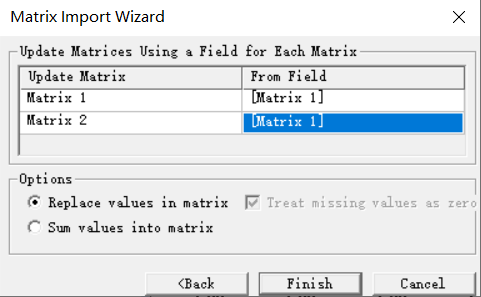 Matrix Import Wizard
Update Matrices Using a Field for Each Matrix
Update Matrix From Field
Matrix 1 [Matrix 1]
Matrix 2 [Matrix 1]
Options
Replace values in matrix Treat missing values as zero
Sum values into matrix
<Back Finish Cancel